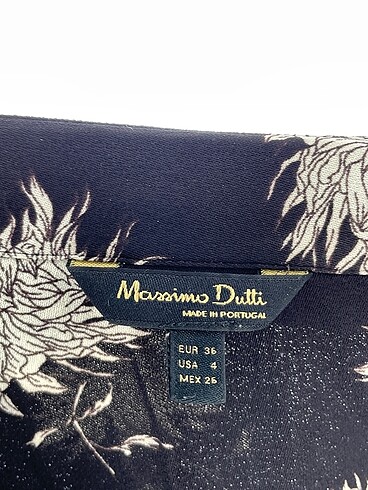 Massimo Dutti
MADE IN PORTUGAL
EUR 36
USA 4
MEX 26